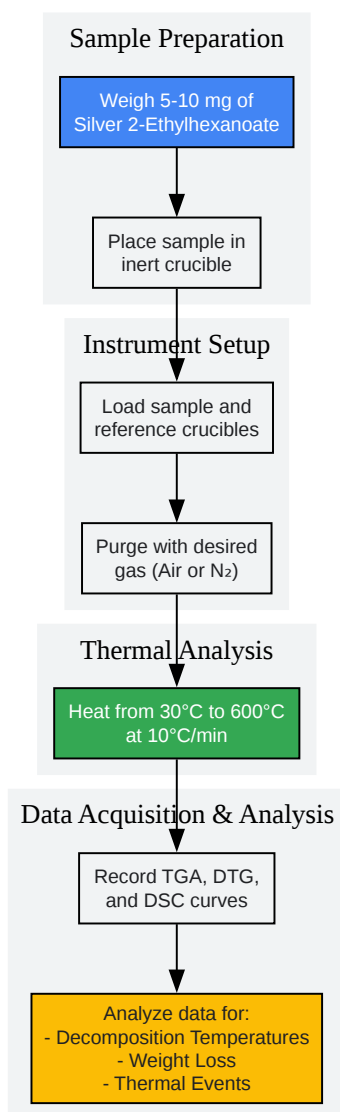 Sample Preparation
Weigh 5-10 mg of
Silver 2-Ethylhexanoate
Place sample in
inert crucible
Instrument Setup
Load sample and
reference crucibles
Purge with desired
gas (Air or N₂)
Thermal Analysis
Heat from 30°C to 600°C
at 10°C/min
Data Acquisition & Analysis
Record TGA, DTG,
and DSC curves
Analyze data for:
- Decomposition Temperatures
- Weight Loss
- Thermal Events